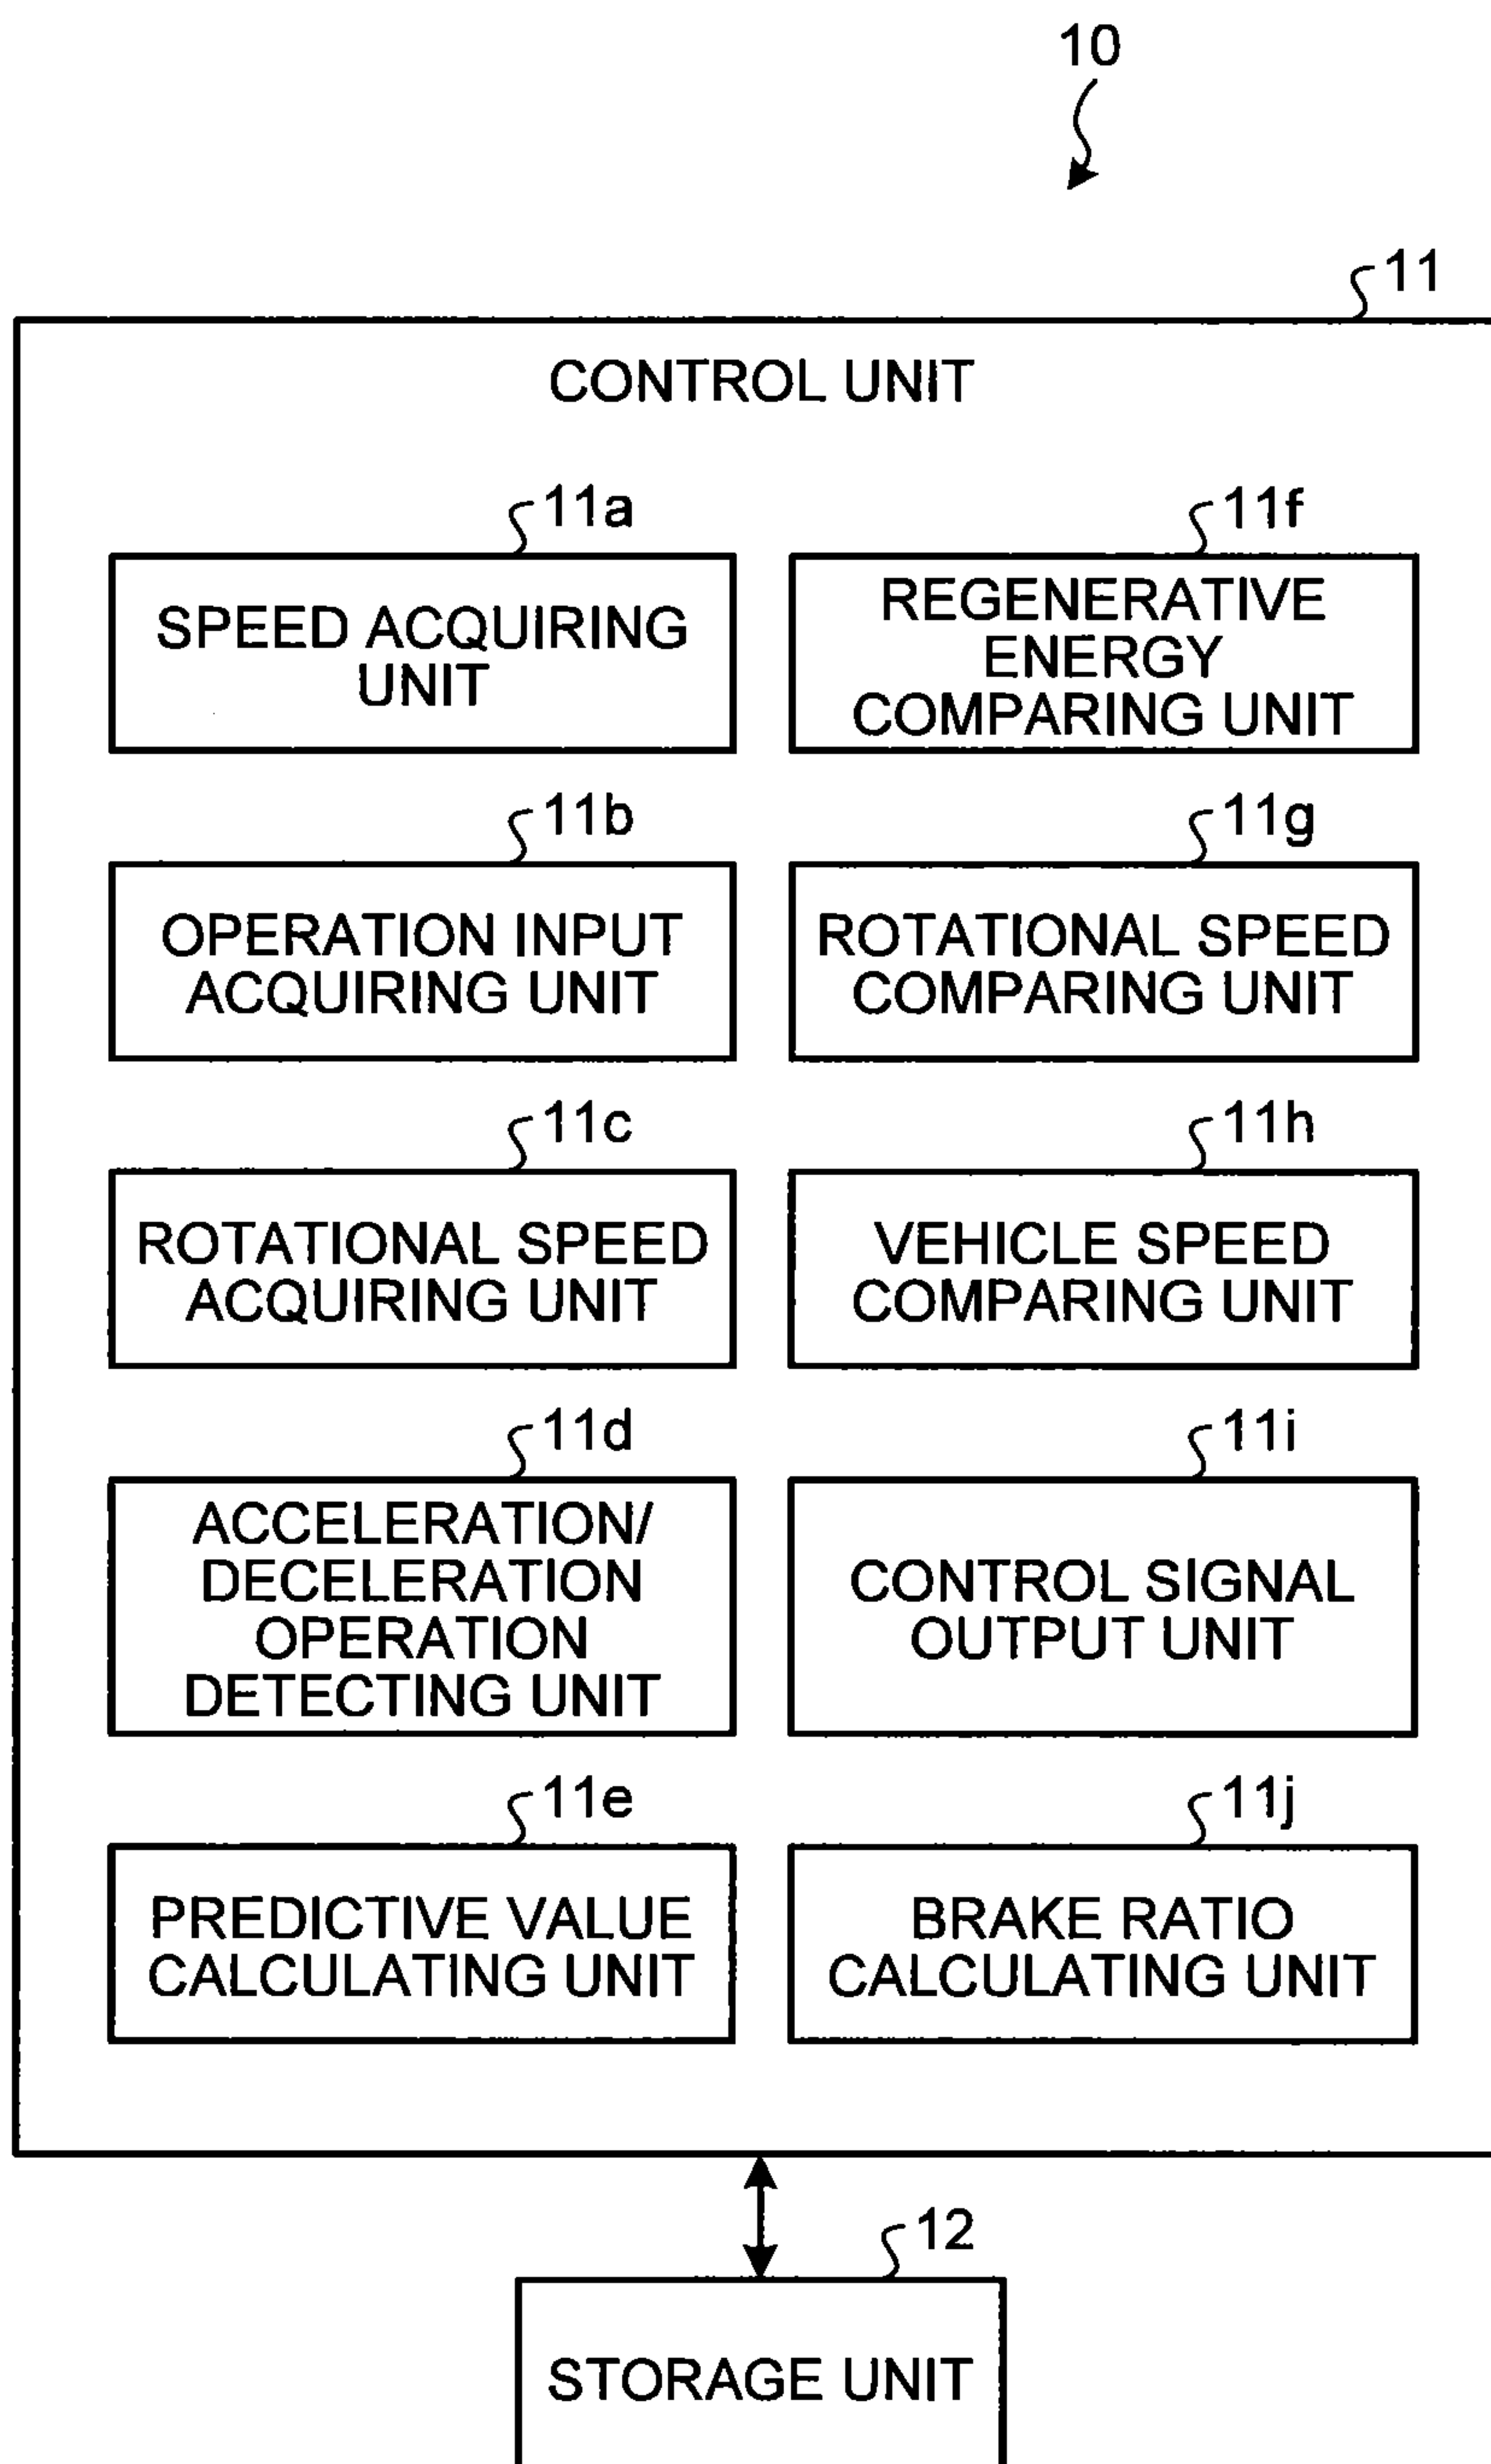 10
11
CONTROL UNIT
11a
SPEED ACQUIRING
UNIT
11f
REGENERATIVE
ENERGY
COMPARING UNIT
11b
OPERATION INPUT
ACQUIRING UNIT
11g
ROTATIONAL SPEED
COMPARING UNIT
11c
ROTATIONAL SPEED
ACQUIRING UNIT
11h
VEHICLE SPEED
COMPARING UNIT
11d
ACCELERATION/
DECELERATION
OPERATION
DETECTING UNIT
11i
CONTROL SIGNAL
OUTPUT UNIT
11e
PREDICTIVE VALUE
CALCULATING UNIT
11j
BRAKE RATIO
CALCULATING UNIT
12
STORAGE UNIT